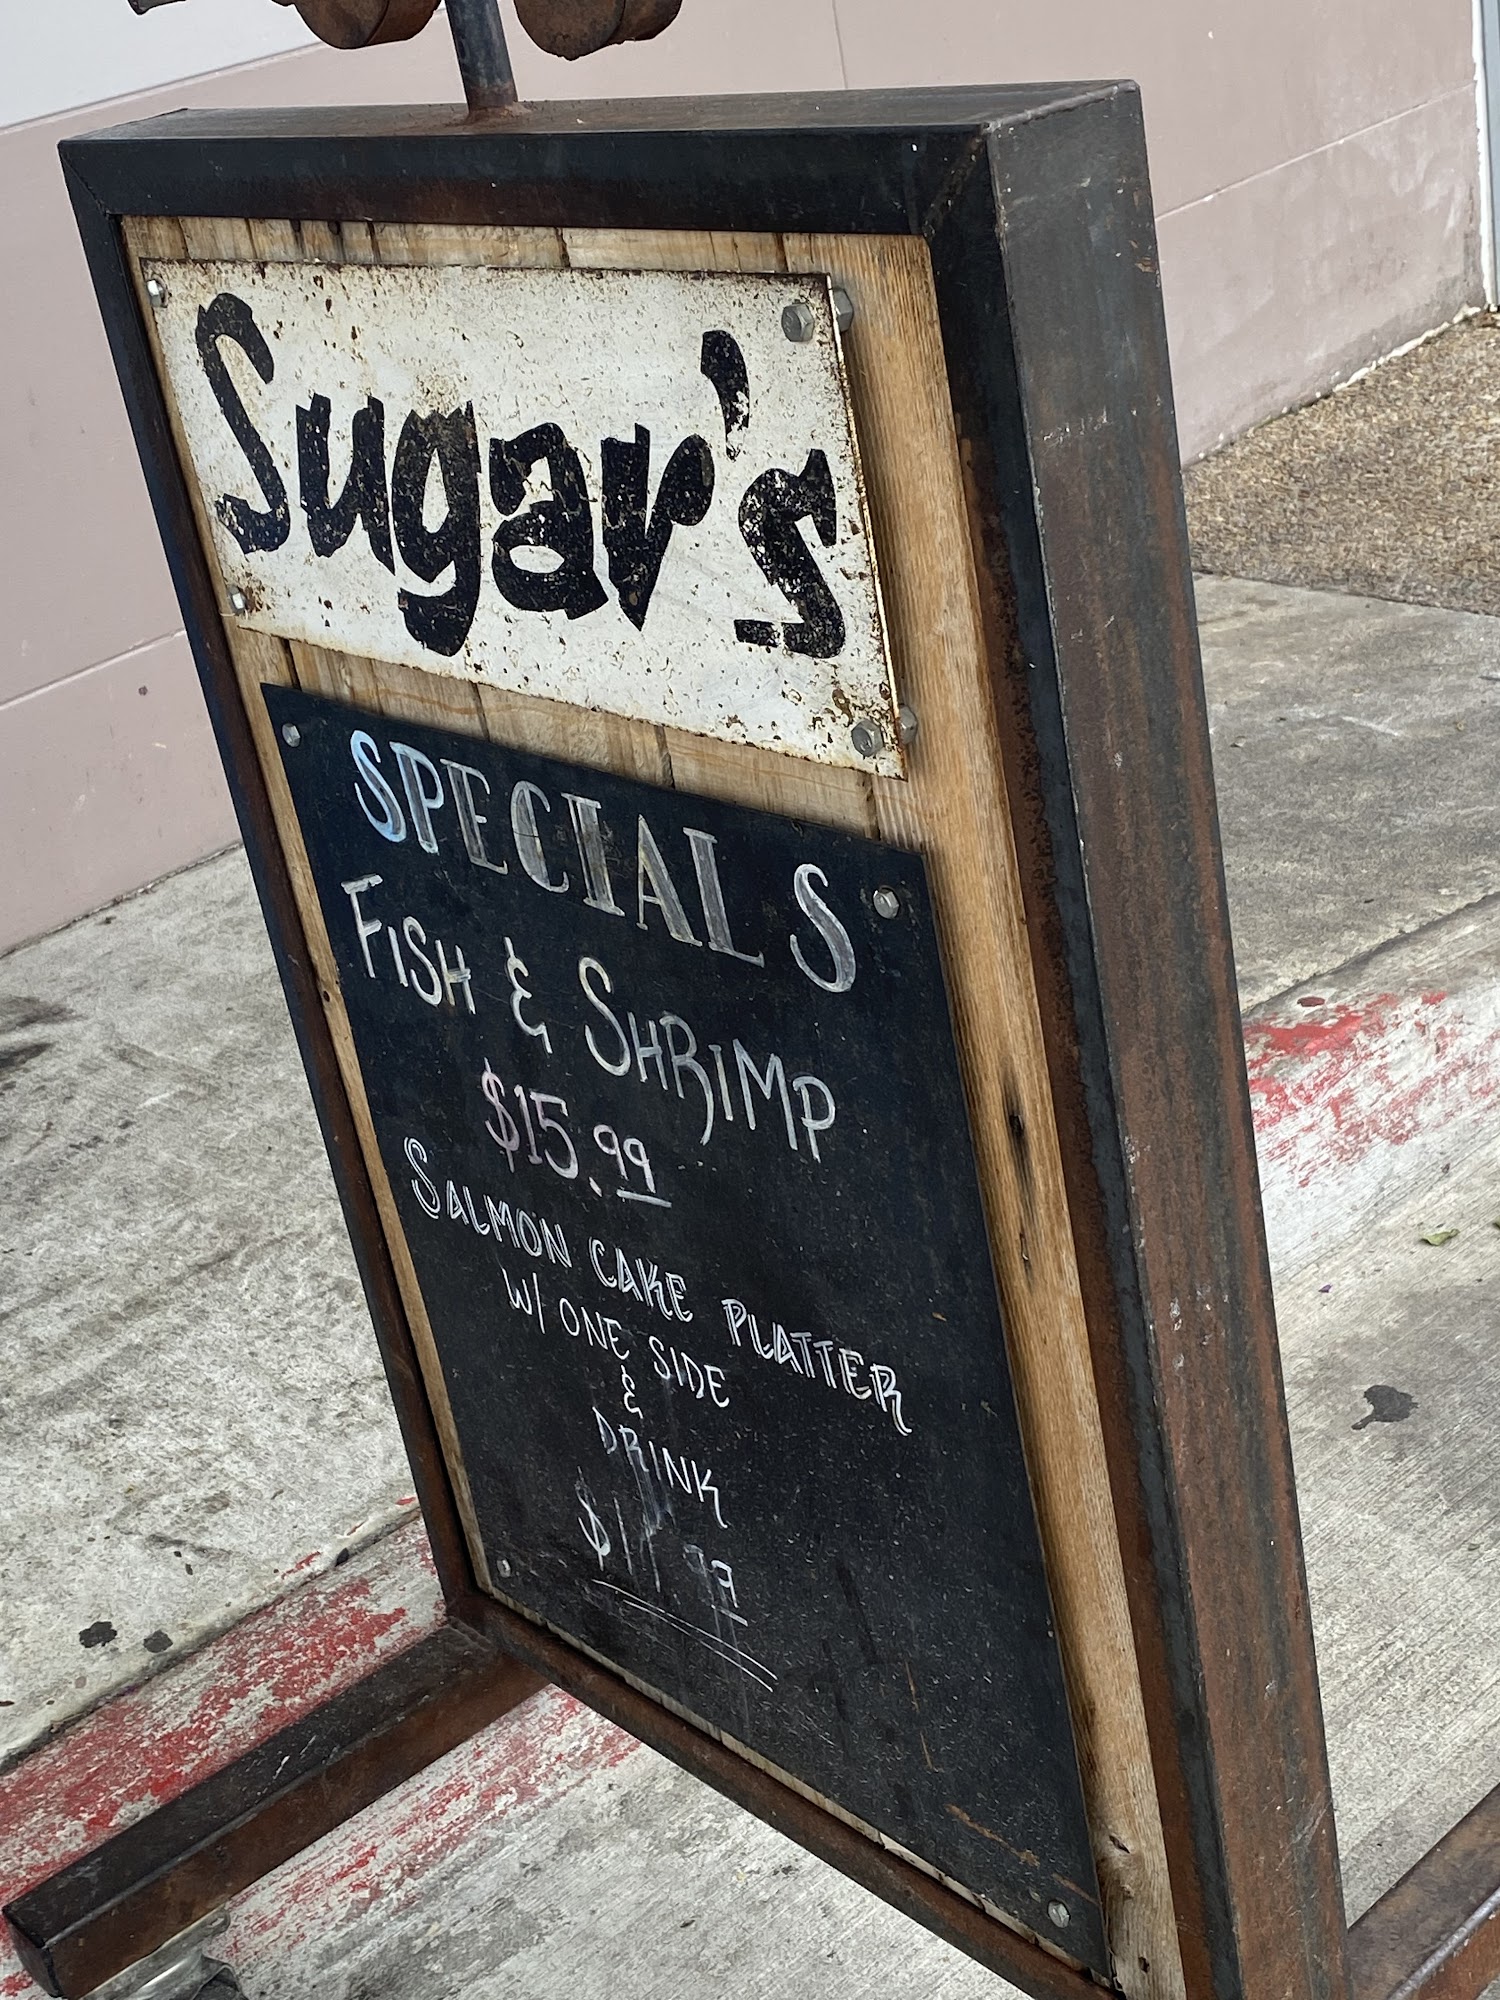 Sugar's
SPECIALS
FISH & SHRIMP
$15.99
SALMON CAKE PLATTER
W/ ONE SIDE
&
DRINK